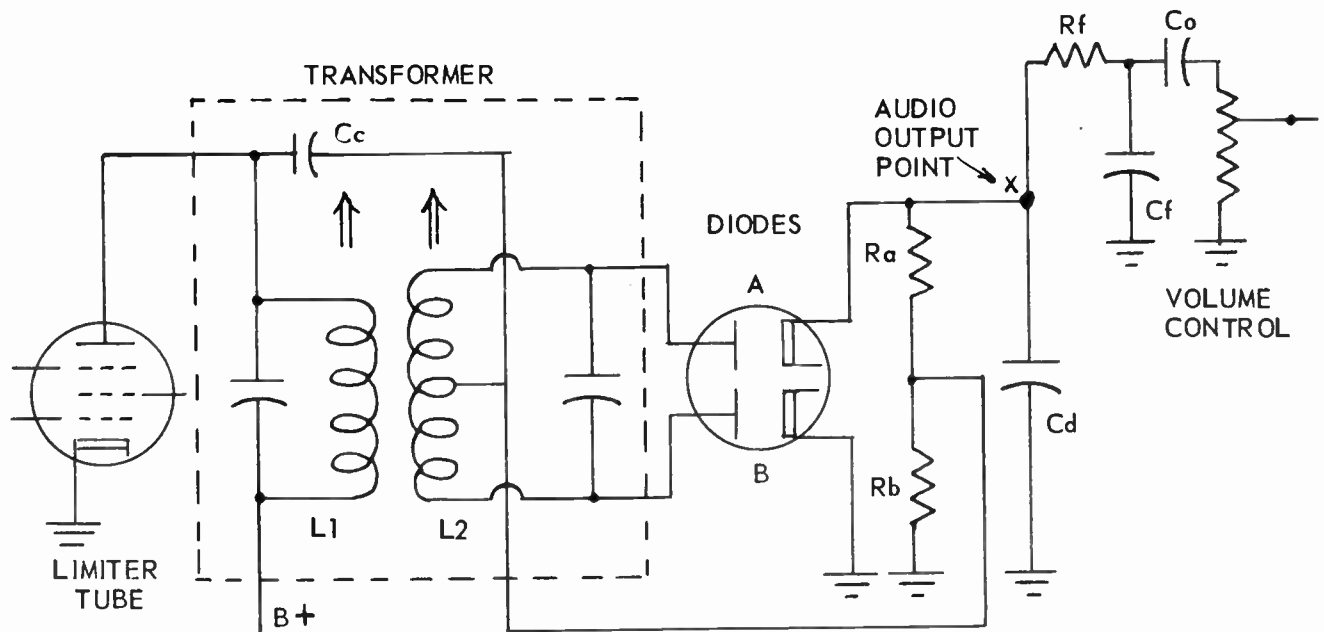 TRANSFORMER
Cc
Rf
Co
AUDIO
OUTPUT
POINT
X
Cf
VOLUME
CONTROL
DIODES
A
B
Ra
Rb
Cd
L1
L2
LIMITER
TUBE
B+